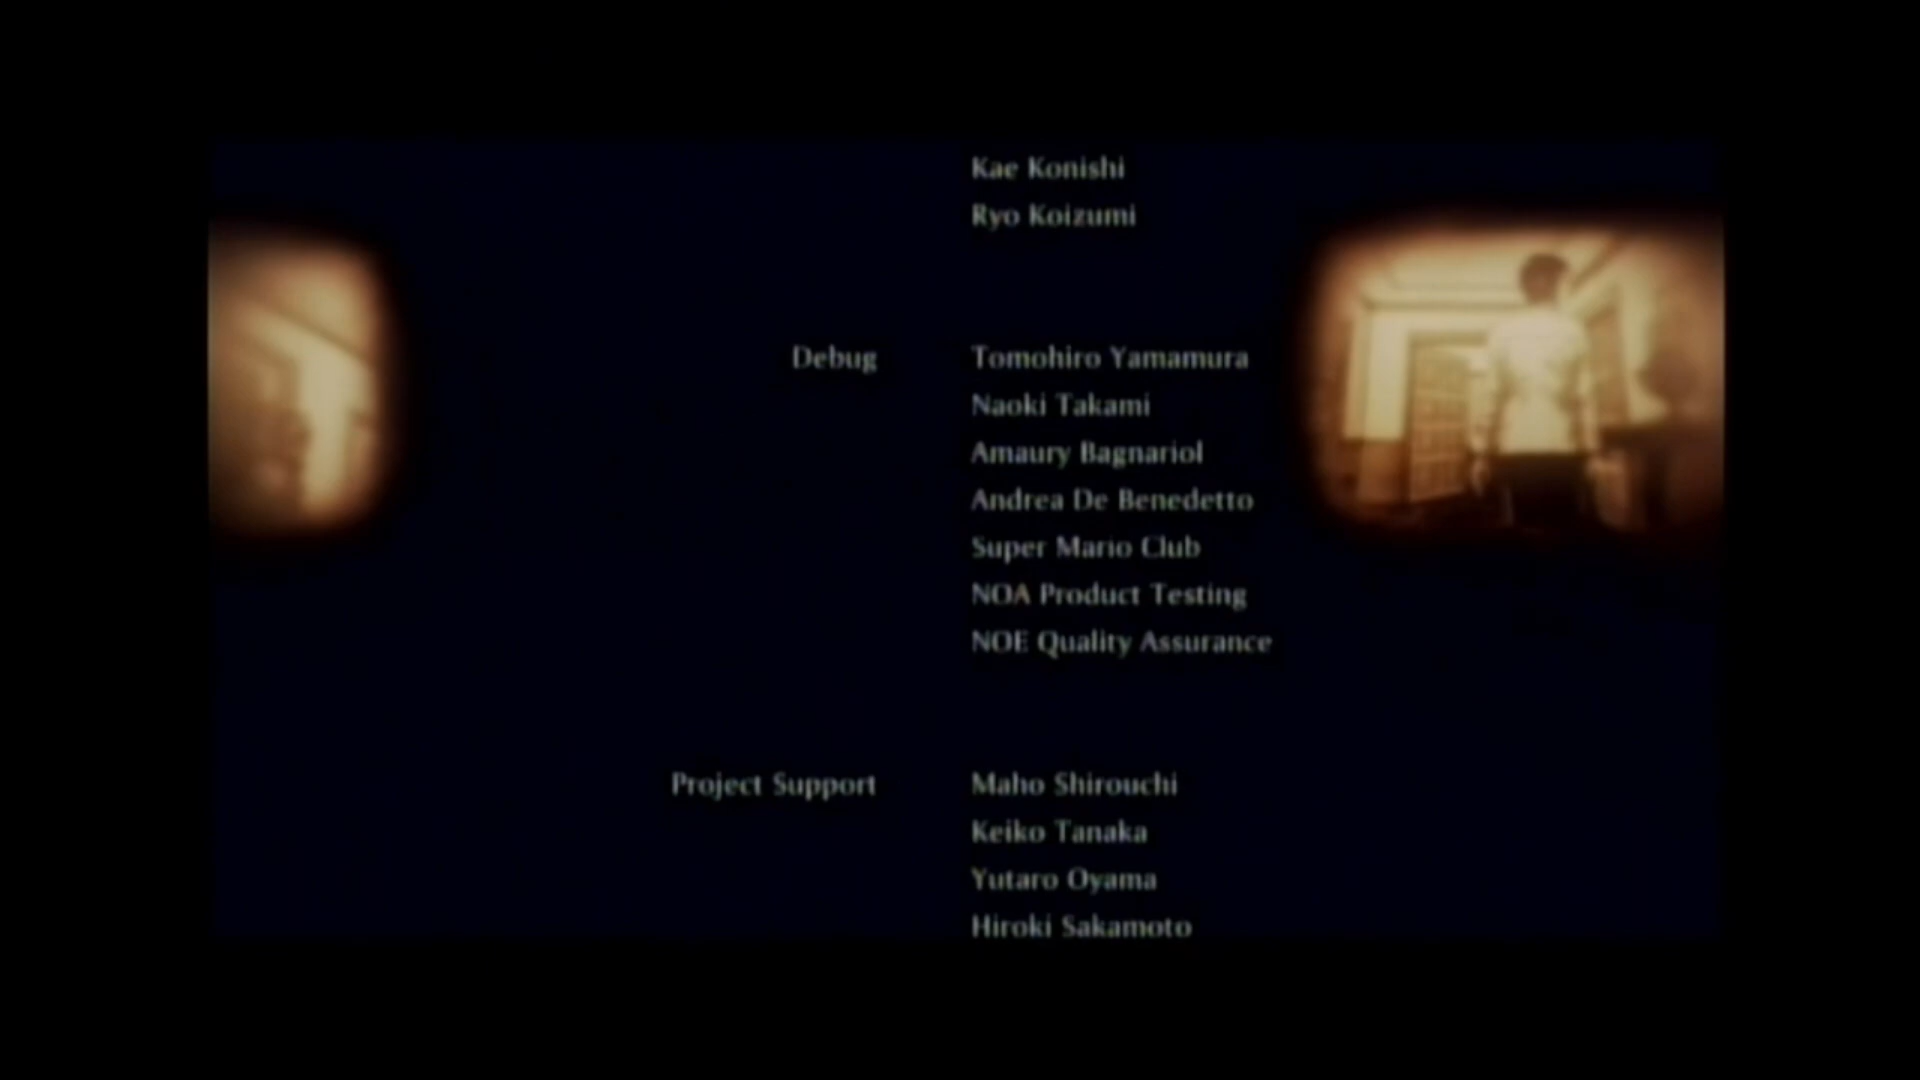 Kae Konishi
Ryo Koizumi
Debug Tomohiro Yamamura
Naoki Takami
Amaury Bagnariol
Andrea De Benedetto
Super Mario Club
NOA Product Testing
NOE Quality Assurance
Project Support Maho Shirouchi
Keiko Tanaka
Yutaro Oyama
Hiroki Sakamoto